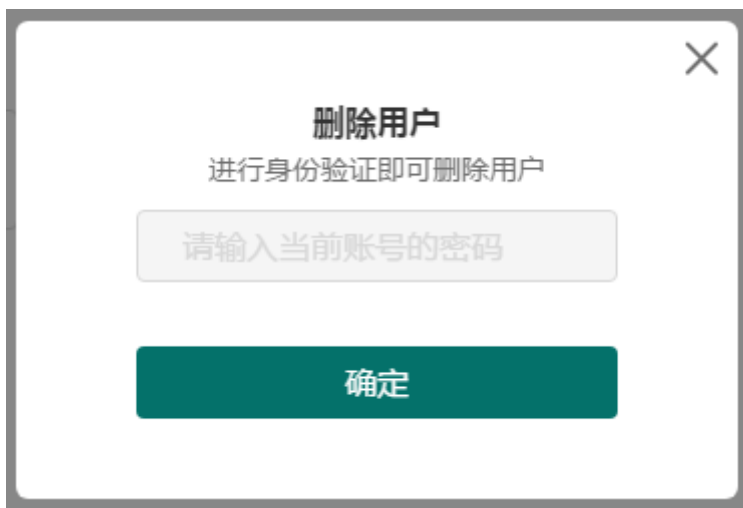 删除用户
进行身份验证即可删除用户
请输入当前账号的密码
确定